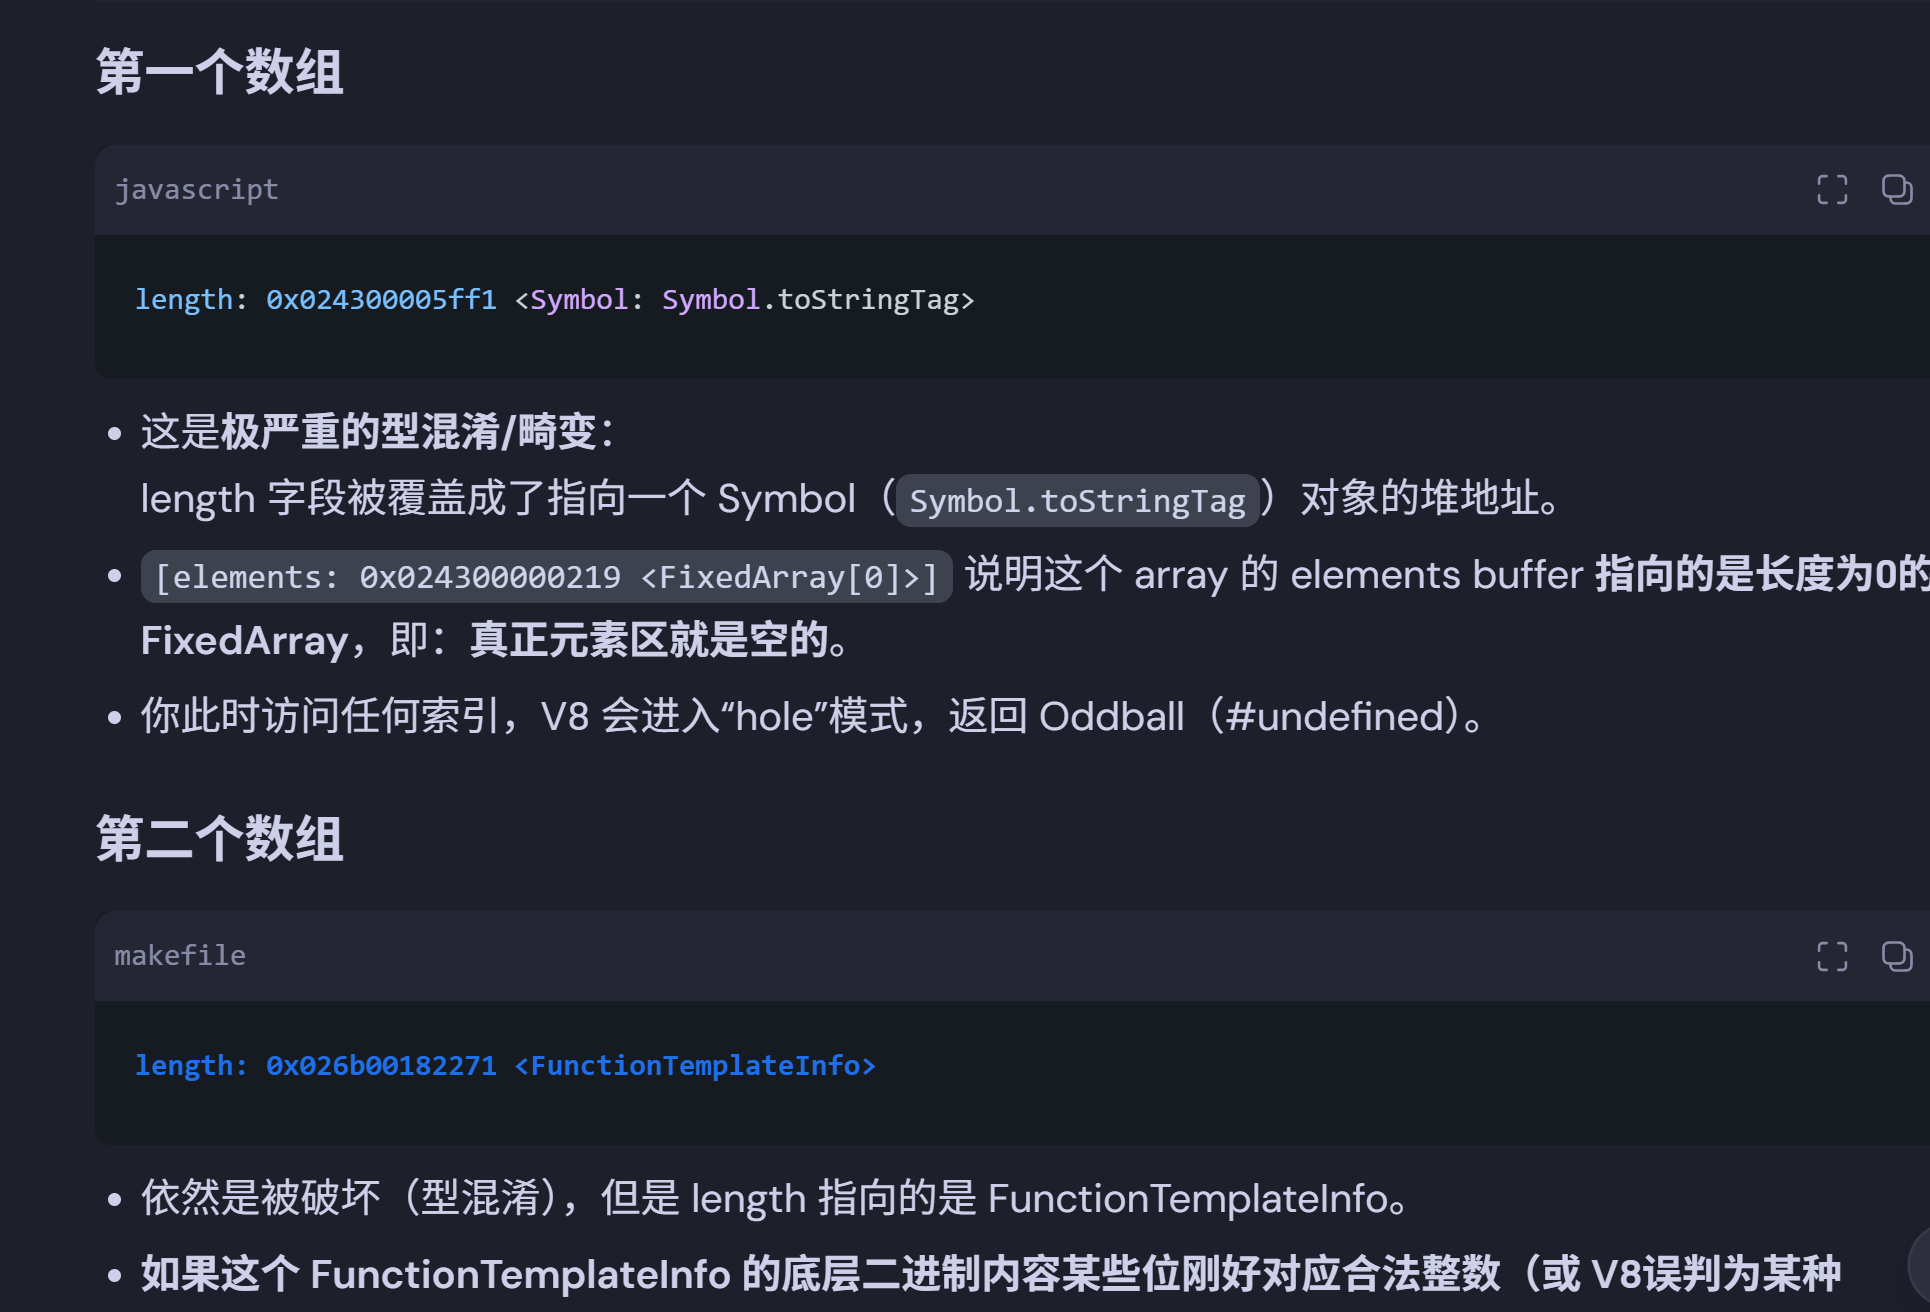 第一个数组
javascript
length: 0x024300005ff1 <Symbol: Symbol.toStringTag>
这是极严重的型混淆/畸变：
length 字段被覆盖成了指向一个 Symbol（Symbol.toStringTag）对象的堆地址。
[elements: 0x024300000219 <FixedArray[0]>] 说明这个 array 的 elements buffer 指向的是长度为0的
FixedArray，即：真正元素区就是空的。
你此时访问任何索引，V8 会进入“hole”模式，返回 Oddball（#undefined）。
第二个数组
makefile
length: 0x026b00182271 <FunctionTemplateInfo>
依然是被破坏（型混淆），但是 length 指向的是 FunctionTemplateInfo。
如果这个 FunctionTemplateInfo 的底层二进制内容某些位刚好对应合法整数（或 V8误判为某种